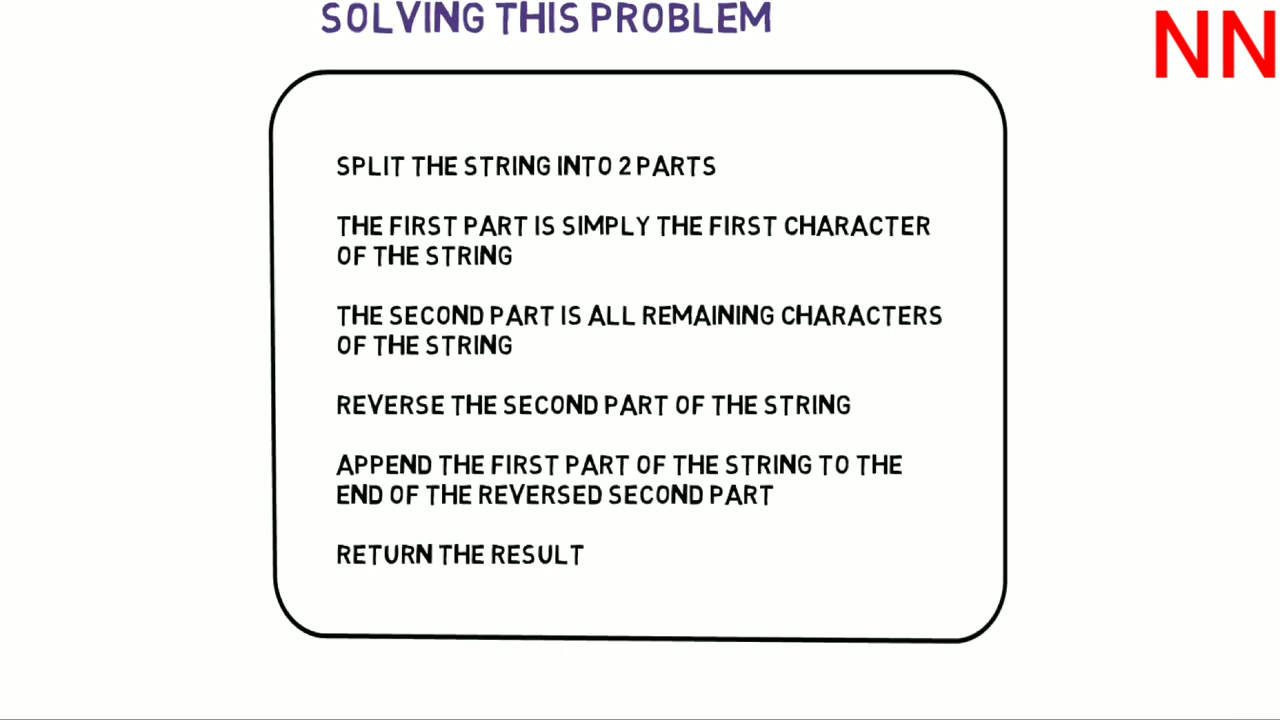 SOLVING THIS PROBLEM
NN
SPLIT THE STRING INTO 2 PARTS
THE FIRST PART IS SIMPLY THE FIRST CHARACTER
OF THE STRING
THE SECOND PART IS ALL REMAINING CHARACTERS
OF THE STRING
REVERSE THE SECOND PART OF THE STRING
APPEND THE FIRST PART OF THE STRING TO THE
END OF THE REVERSED SECOND PART
RETURN THE RESULT